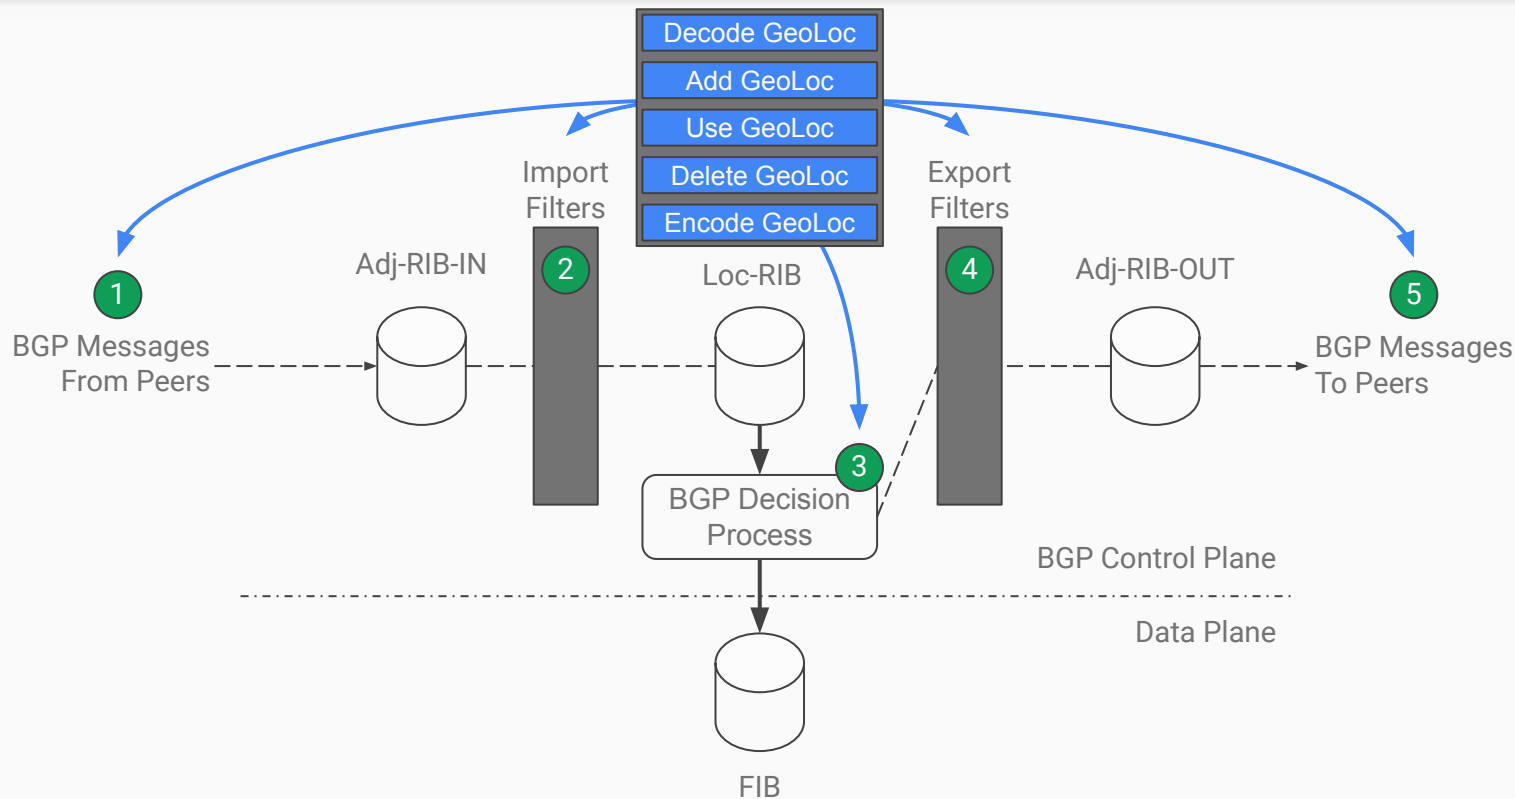 Decode GeoLoc
Add GeoLoc
Use GeoLoc
Delete GeoLoc
Encode GeoLoc
Import
Filters
Export
Filters
Adj-RIB-IN
2
Loc-RIB
4
Adj-RIB-OUT
1
5
BGP Messages
From Peers
BGP Messages
To Peers
3
BGP Decision
Process
BGP Control Plane
Data Plane
FIB